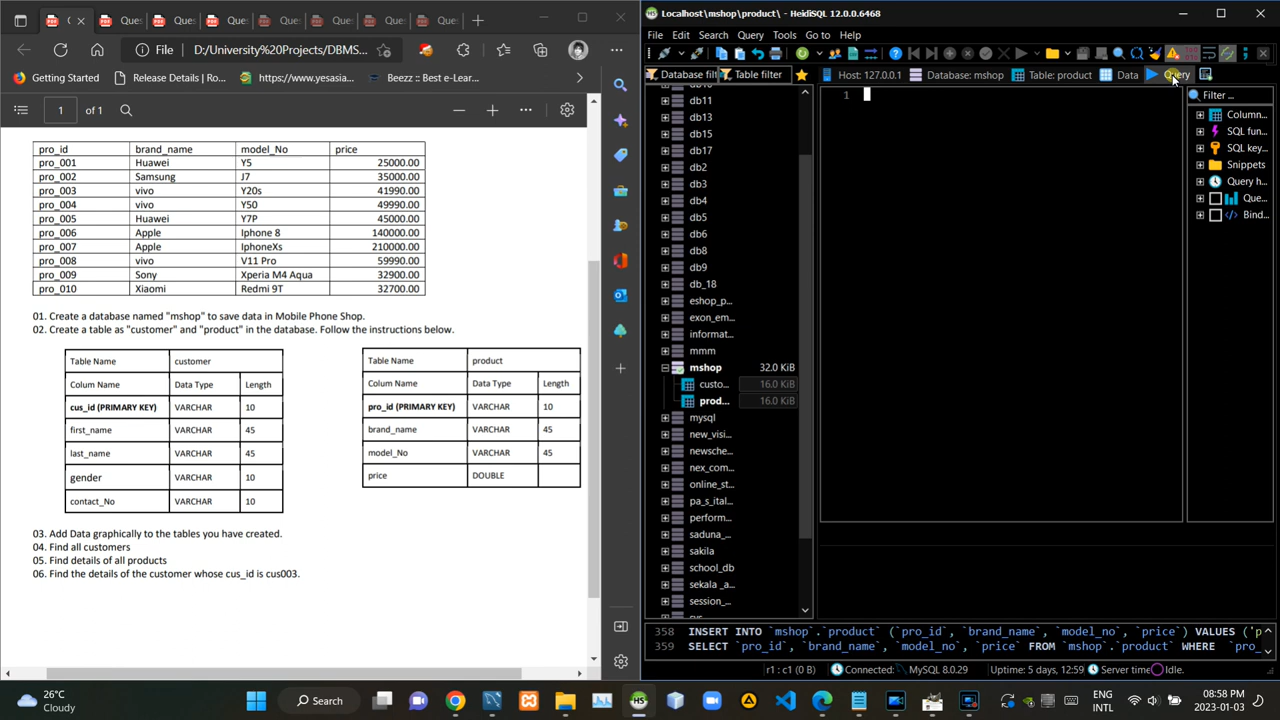 Ques
Ques
Ques
Ques
Ques
Ques
File
D:/University%20Projects/DBMS...
Getting Started
Release Details | R...
https://www.yesasia...
Beezz – Best e-Lear...
1
of 1
pro_id brand_name model_No price
pro_001 Huawei Y5 25000.00
pro_002 Samsung J7 35000.00
pro_003 vivo Y20s 41990.00
pro_004 vivo Y50 49990.00
pro_005 Huawei Y7P 45000.00
pro_006 Apple Iphone 8 140000.00
pro_007 Apple IphoneXs 210000.00
pro_008 vivo V11 Pro 59990.00
pro_009 Sony Xperia M4 Aqua 32900.00
pro_010 Xiaomi Redmi 9T 32700.00
01. Create a database named "mshop" to save data in Mobile Phone Shop.
02. Create a table as "customer" and "product" in the database. Follow the instructions below.
Table Name customer
Colum Name Data Type Length
cus_id (PRIMARY KEY) VARCHAR 10
first_name VARCHAR 45
last_name VARCHAR 45
gender VARCHAR 10
contact_No VARCHAR 10
Table Name product
Colum Name Data Type Length
pro_id (PRIMARY KEY) VARCHAR 10
brand_name VARCHAR 45
model_No VARCHAR 45
price DOUBLE
03. Add Data graphically to the tables you have created.
04. Find all customers
05. Find details of all products
06. Find the details of the customer whose cus_id is cus003.
Localhost\mshop\product\ - HeidiSQL 12.0.0.6468
File Edit Search Query Tools Go to Help
Database filt
Table filter
Host: 127.0.0.1
Database: mshop
Table: product
Data
Query
db10
db11
db13
db15
db17
db2
db3
db4
db5
db6
db8
db9
db_18
eshop_p...
exon_em...
informat...
mmm
mshop 32.0 KiB
custo... 16.0 KiB
prod... 16.0 KiB
mysql
new_visi...
newsche...
nex_com...
online_st...
pa_s_ital...
perform...
saduna_...
sakila
school_db
sekala_a...
session_...
sys
1
Filter ...
Column...
SQL fun...
SQL key...
Snippets
Query h...
Que...
Bind...
358 INSERT INTO `mshop`.`product` (`pro_id`, `brand_name`, `model_no`, `price`) VALUES ('p
359 SELECT `pro_id`, `brand_name`, `model_no`, `price` FROM `mshop`.`product` WHERE `pro_
r1 : c1 (0 B)
Connected:
MySQL 8.0.29
Uptime: 5 days, 12:59
Server time
Idle.
26°C
Cloudy
Search
ENG
INTL
08:58 PM
2023-01-03